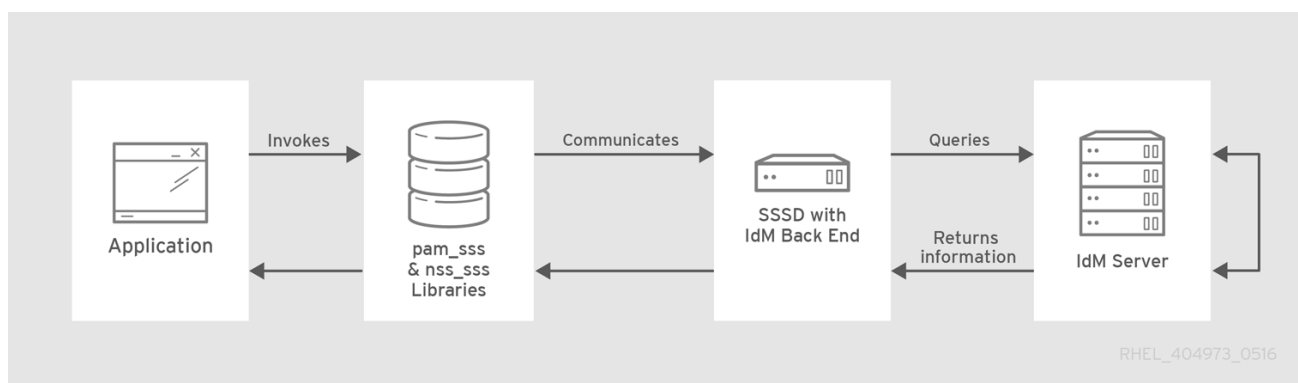 Invokes
Communicates
Queries
Application
pam_sss
& nss_sss
Libraries
SSSD with
IdM Back End
Returns
information
IdM Server
RHEL_404973_0516